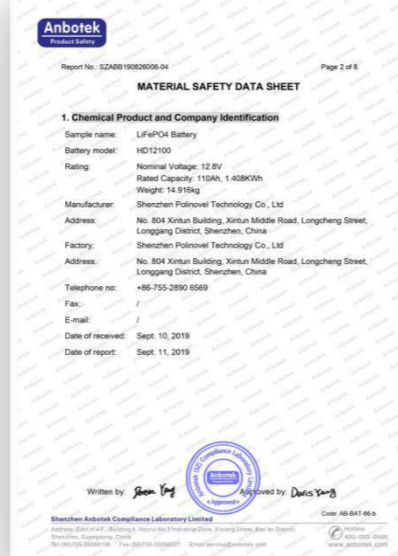 Anbotek
Product Safety
Report No.: SZABB190826006-04 Page 2 of 6
MATERIAL SAFETY DATA SHEET
1. Chemical Product and Company Identification
Sample name: LiFePO4 Battery
Battery model: HD12100
Rating: Nominal Voltage: 12.8V
Rated Capacity: 110Ah, 1.408KWh
Weight: 14.916kg
Manufacturer: Shenzhen Polinovel Technology Co., Ltd
Address: No. 804 Xintun Building, Xintun Middle Road, Longcheng Street,
Longgang District, Shenzhen, China
Factory: Shenzhen Polinovel Technology Co., Ltd
Address: No. 804 Xintun Building, Xintun Middle Road, Longcheng Street,
Longgang District, Shenzhen, China
Telephone no: +86-755-2890 6569
Fax: /
E-mail: /
Date of received: Sept. 10, 2019
Date of report: Sept. 11, 2019
Compliance Laboratory
Anbotek
* Approved *
Written by: Approved by:
Code: AB-BAT-66-b
Shenzhen Anbotek Compliance Laboratory Limited
Shenzhen, Guangdong, China
Hotline
www.anbotek.com